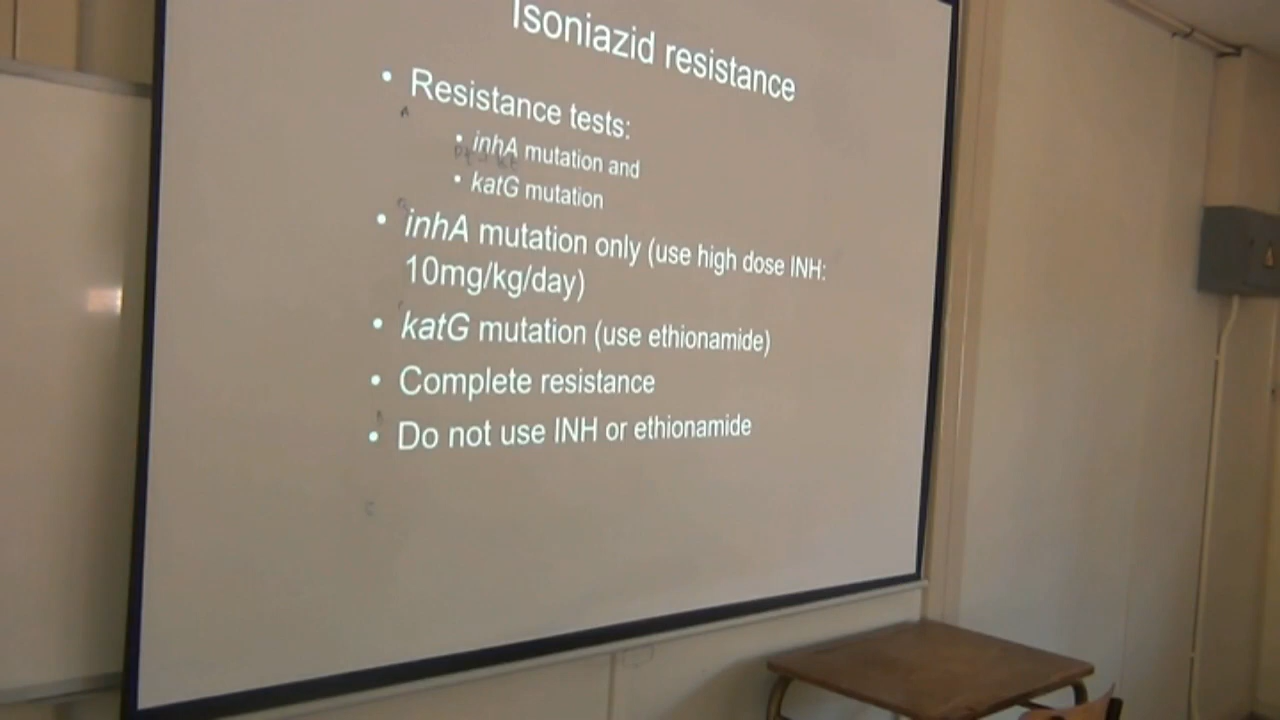 Isoniazid resistance
• Resistance tests:
• inhA mutation and
• katG mutation
• inhA mutation only (use high dose INH:
10mg/kg/day)
• katG mutation (use ethionamide)
• Complete resistance
• Do not use INH or ethionamide